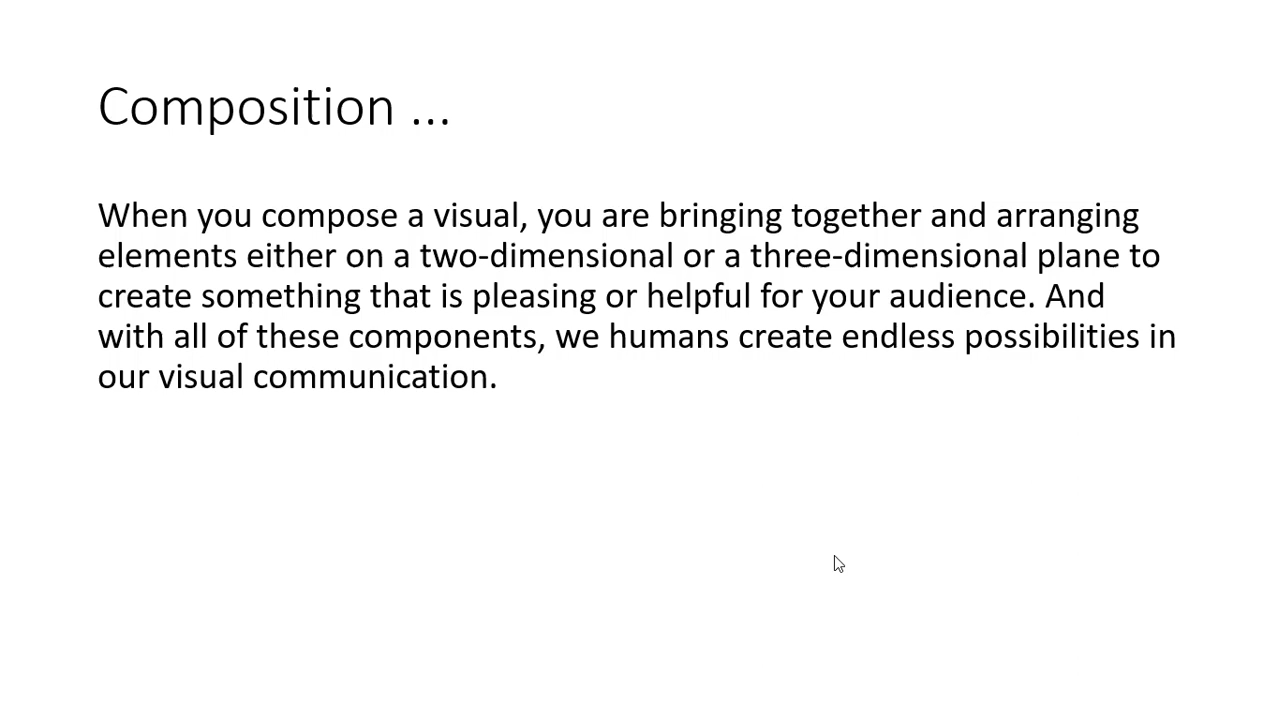 Composition ...
When you compose a visual, you are bringing together and arranging
elements either on a two-dimensional or a three-dimensional plane to
create something that is pleasing or helpful for your audience. And
with all of these components, we humans create endless possibilities in
our visual communication.